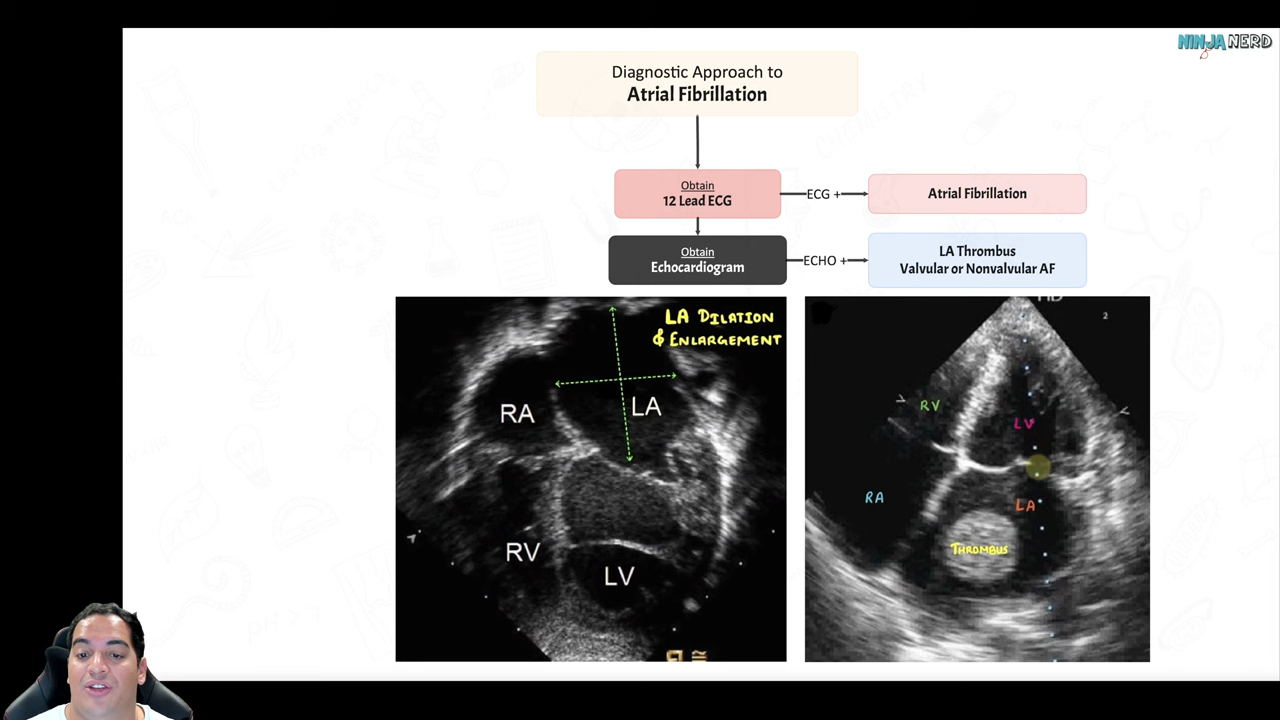 NINJA NERD
Diagnostic Approach to
Atrial Fibrillation
Obtain
12 Lead ECG
ECG +
Atrial Fibrillation
Obtain
Echocardiogram
ECHO +
LA Thrombus
Valvular or Nonvalvular AF
LA DILATION
& ENLARGEMENT
RA
LA
RV
LV
2
RV
LV
RA
LA
THROMBUS